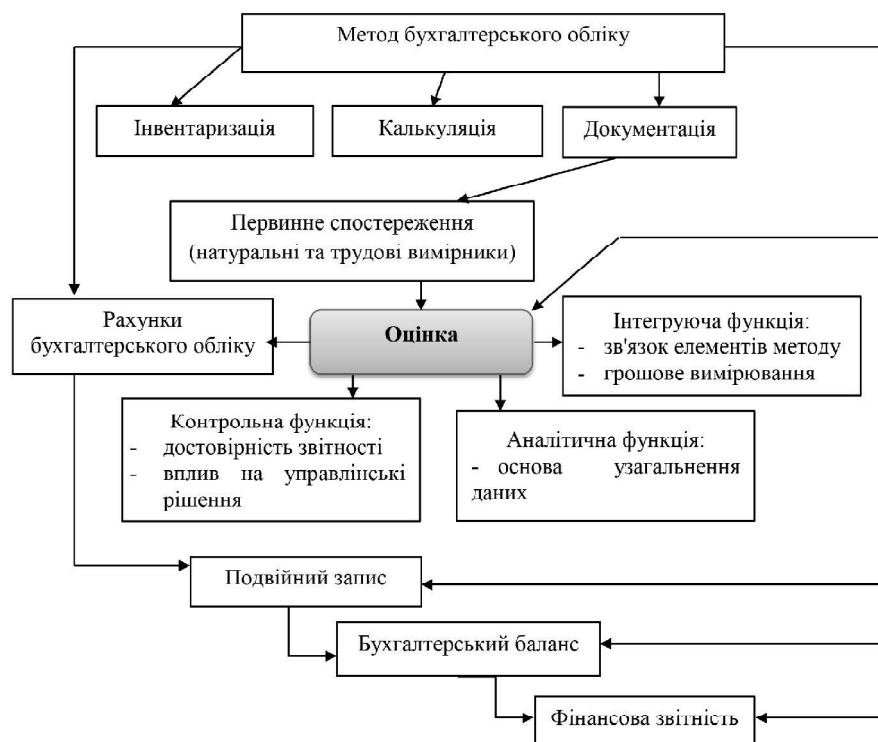 Метод бухгалтерського обліку
Інвентаризація
Калькуляція
Документація
Первинне спостереження
(натуральні та трудові вимірники)
Рахунки
бухгалтерського обліку
Оцінка
Інтегруюча функція:
- зв'язок елементів методу
- грошове вимірювання
Контрольна функція:
- достовірність звітності
- вплив на управлінські
рішення
Аналітична функція:
- основа узагальнення
даних
Подвійний запис
Бухгалтерський баланс
Фінансова звітність